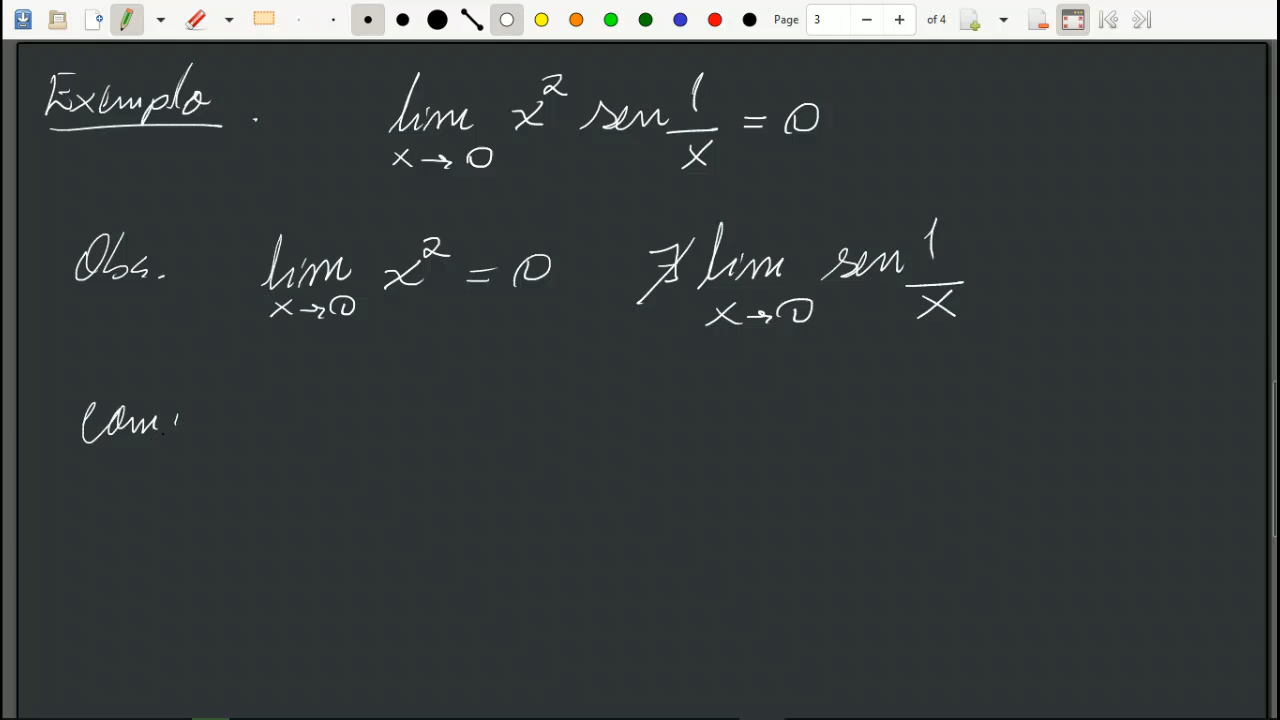 Page 3 of 4
Exemplo . lim x→0 x² sen 1/x = 0
Obs. lim x→0 x² = 0 ∄ lim x→0 sen 1/x
com